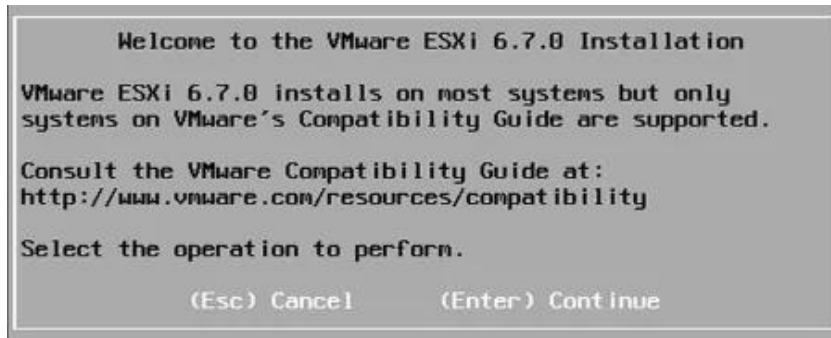 Welcome to the VMware ESXi 6.7.0 Installation
VMware ESXi 6.7.0 installs on most systems but only
systems on VMware's Compatibility Guide are supported.
Consult the VMware Compatibility Guide at:
http://www.vmware.com/resources/compatibility
Select the operation to perform.
(Esc) Cancel (Enter) Continue